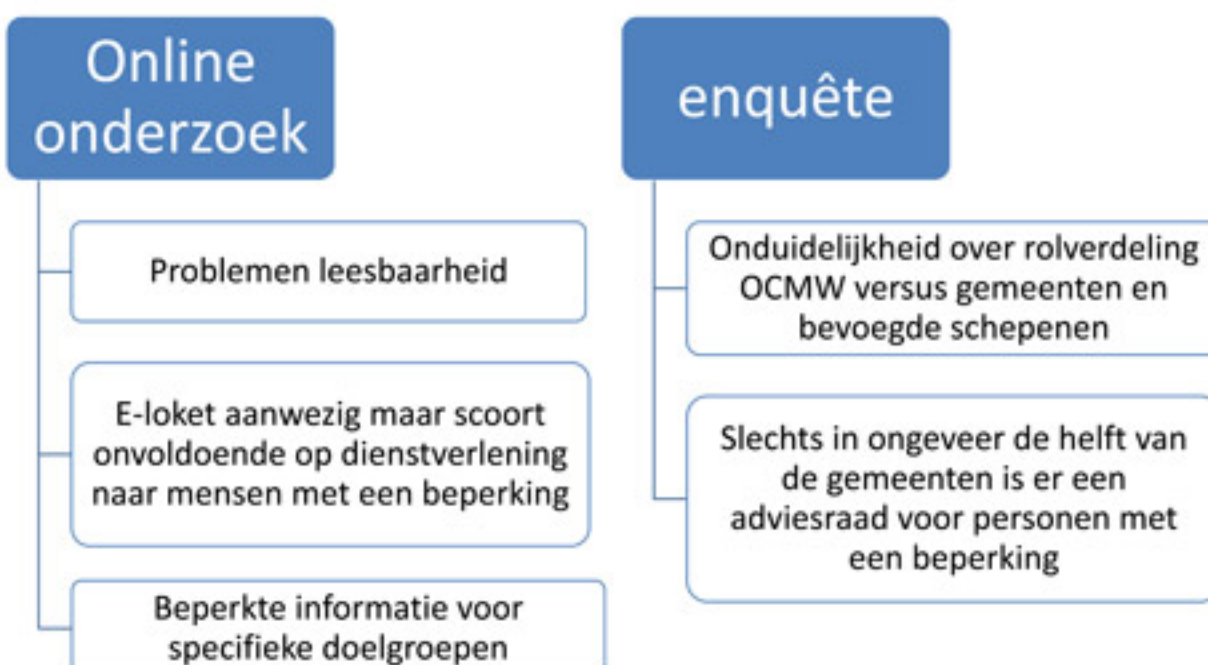 Online
onderzoek
Problemen leesbaarheid
E-loket aanwezig maar scoort
onvoldoende op dienstverlening
naar mensen met een beperking
Beperkte informatie voor
specifieke doelgroepen
enquête
Onduidelijkheid over rolverdeling
OCMW versus gemeenten en
bevoegde schepenen
Slechts in ongeveer de helft van
de gemeenten is er een
adviesraad voor personen met
een beperking